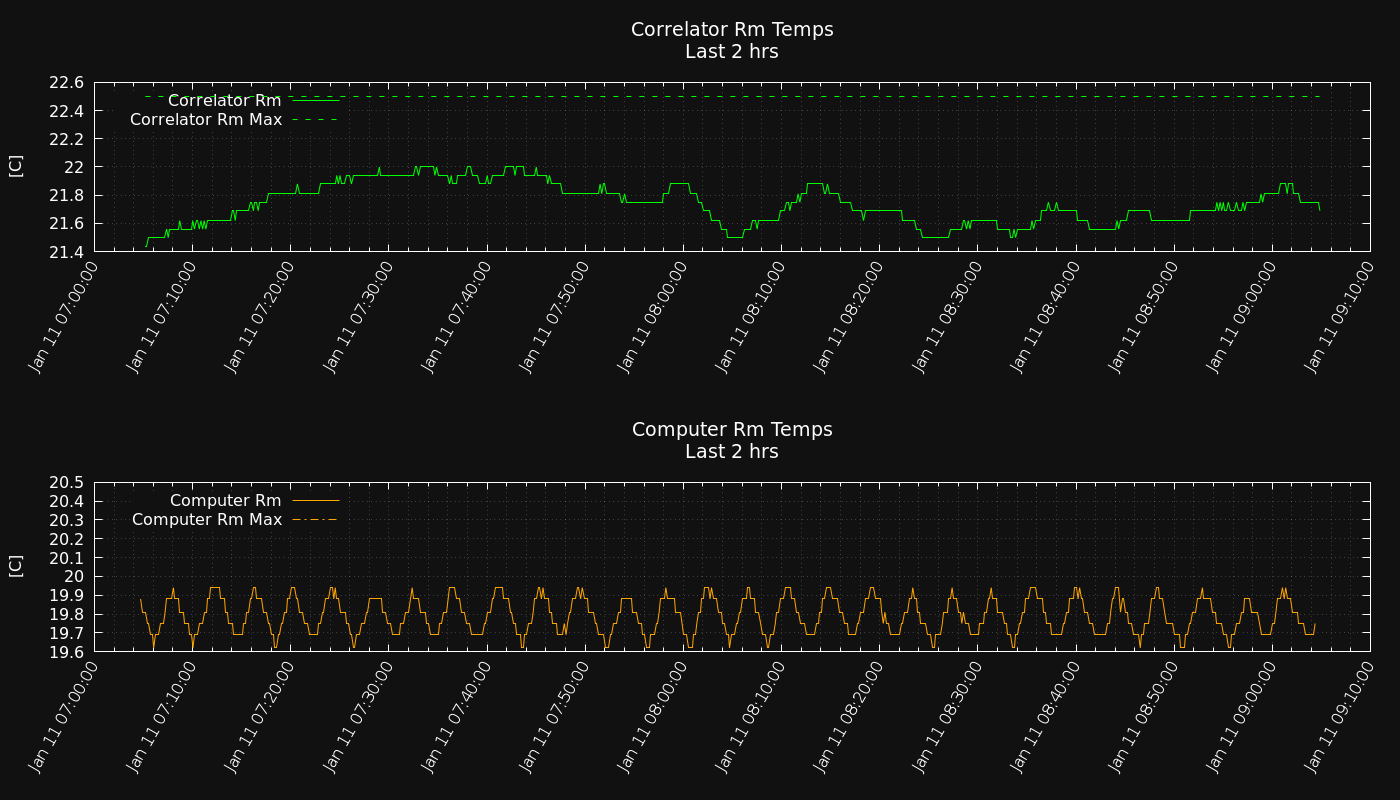 Correlator Rm Temps
Last 2 hrs
[C]
22.6
22.4
22.2
22
21.8
21.6
21.4
Correlator Rm
Correlator Rm Max
Jan 11 07:00:00
Jan 11 07:10:00
Jan 11 07:20:00
Jan 11 07:30:00
Jan 11 07:40:00
Jan 11 07:50:00
Jan 11 08:00:00
Jan 11 08:10:00
Jan 11 08:20:00
Jan 11 08:30:00
Jan 11 08:40:00
Jan 11 08:50:00
Jan 11 09:00:00
Jan 11 09:10:00
Computer Rm Temps
Last 2 hrs
[C]
20.5
20.4
20.3
20.2
20.1
20
19.9
19.8
19.7
19.6
Computer Rm
Computer Rm Max
Jan 11 07:00:00
Jan 11 07:10:00
Jan 11 07:20:00
Jan 11 07:30:00
Jan 11 07:40:00
Jan 11 07:50:00
Jan 11 08:00:00
Jan 11 08:10:00
Jan 11 08:20:00
Jan 11 08:30:00
Jan 11 08:40:00
Jan 11 08:50:00
Jan 11 09:00:00
Jan 11 09:10:00